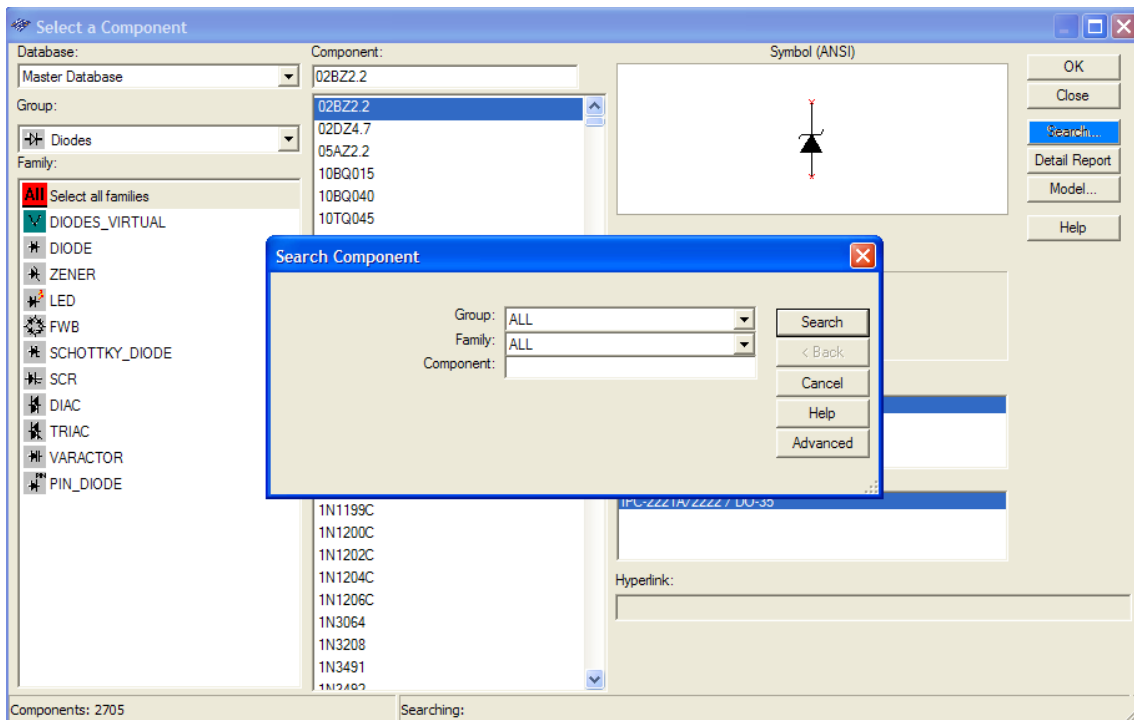 Select a Component
Database:
Master Database
Group:
Diodes
Family:
All Select all families
DIODES_VIRTUAL
DIODE
ZENER
LED
FWB
SCHOTTKY_DIODE
SCR
DIAC
TRIAC
VARACTOR
PIN_DIODE
Component:
02BZ2.2
02BZ2.2
02DZ4.7
05AZ2.2
10BQ015
10BQ040
10TQ045
1N1199C
1N1200C
1N1202C
1N1204C
1N1206C
1N3064
1N3208
1N3491
1N3492
Symbol (ANSI)
OK
Close
Search...
Detail Report
Model...
Help
Search Component
Group: ALL
Family: ALL
Component:
Search
< Back
Cancel
Help
Advanced
IPC-2221A/2222 / DO-35
Hyperlink:
Components: 2705
Searching: